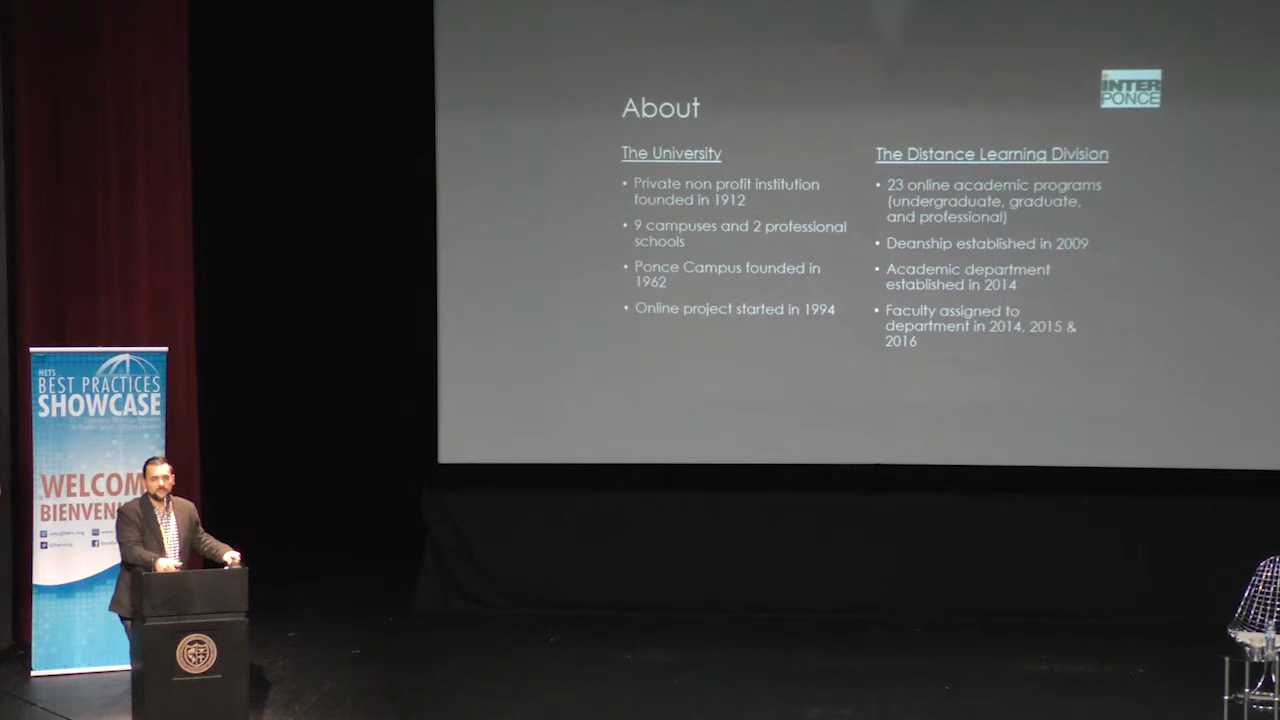 INTER
PONCE
About
The University
• Private non profit institution
founded in 1912
• 9 campuses and 2 professional
schools
• Ponce Campus founded in
1962
• Online project started in 1994
The Distance Learning Division
• 23 online academic programs
(undergraduate, graduate,
and professional)
• Deanship established in 2009
• Academic department
established in 2014
• Faculty assigned to
department in 2014, 2015 &
2016
HETS
BEST PRACTICES
SHOWCASE
WELCOM
BIENVEN